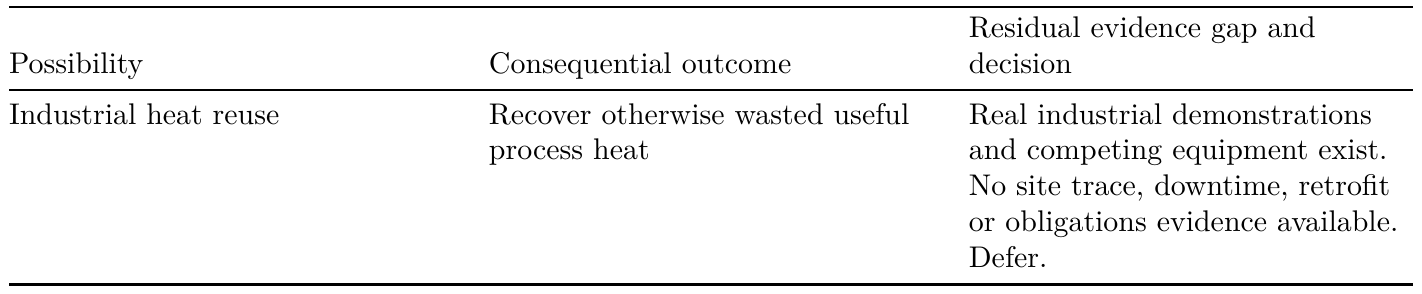 Possibility
Consequential outcome
Residual evidence gap and
decision
Industrial heat reuse
Recover otherwise wasted useful
process heat
Real industrial demonstrations
and competing equipment exist.
No site trace, downtime, retrofit
or obligations evidence available.
Defer.